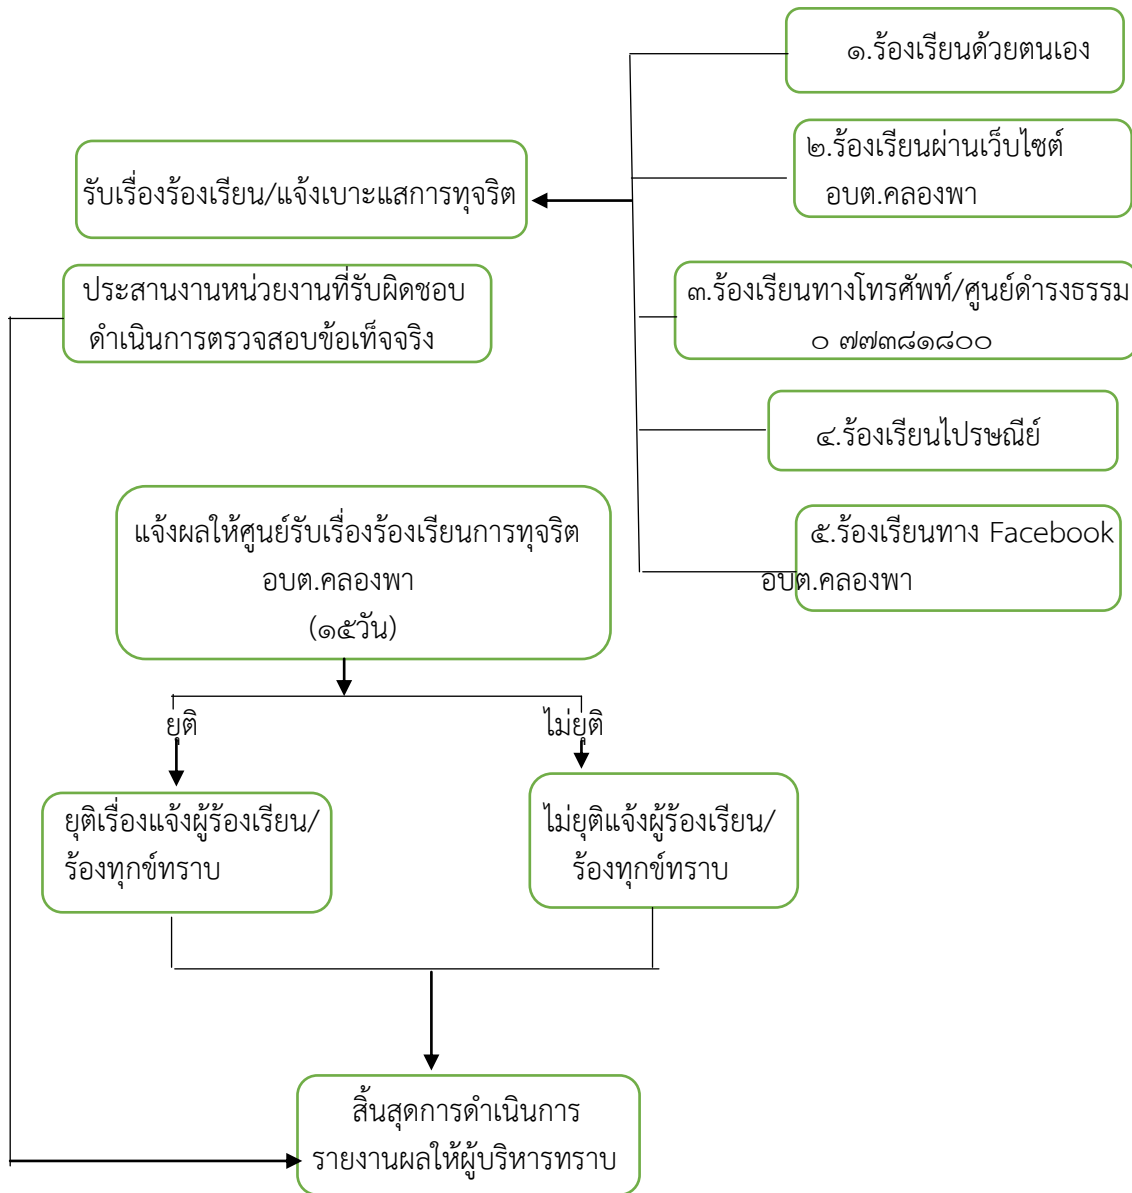 ๑.ร้องเรียนด้วยตนเอง
๒.ร้องเรียนผ่านเว็บไซต์
อบต.คลองพา
รับเรื่องร้องเรียน/แจ้งเบาะแสการทุจริต
ประสานงานหน่วยงานที่รับผิดชอบ
ดำเนินการตรวจสอบข้อเท็จจริง
๓.ร้องเรียนทางโทรศัพท์/ศูนย์ดำรงธรรม
๐ ๗๗๓๘๑๘๐๐
๔.ร้องเรียนไปรษณีย์
๕.ร้องเรียนทาง Facebook
อบต.คลองพา
แจ้งผลให้ศูนย์รับเรื่องร้องเรียนการทุจริต
อบต.คลองพา
(๑๕วัน)
ยุติ
ไม่ยุติ
ยุติเรื่องแจ้งผู้ร้องเรียน/
ร้องทุกข์ทราบ
ไม่ยุติแจ้งผู้ร้องเรียน/
ร้องทุกข์ทราบ
สิ้นสุดการดำเนินการ
รายงานผลให้ผู้บริหารทราบ